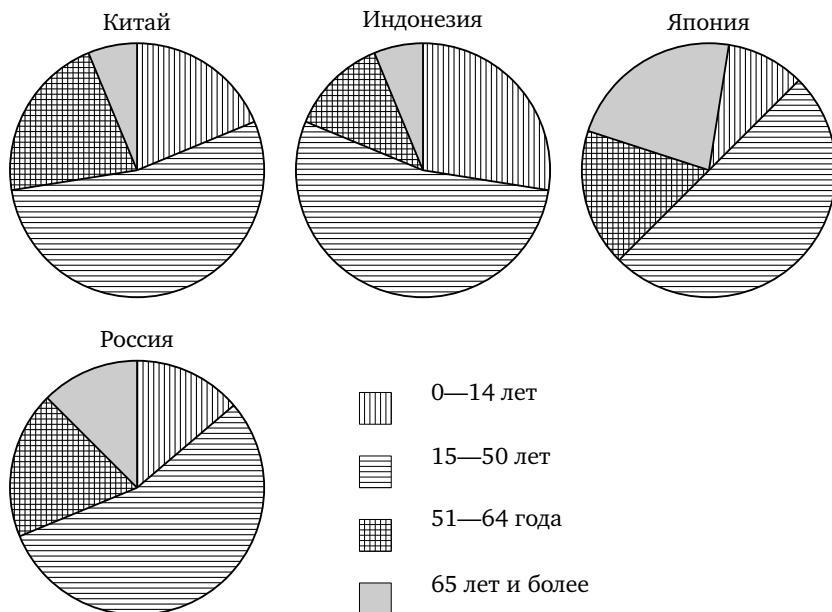 Китай
Индонезия
Япония
Россия
0—14 лет
15—50 лет
51—64 года
65 лет и более